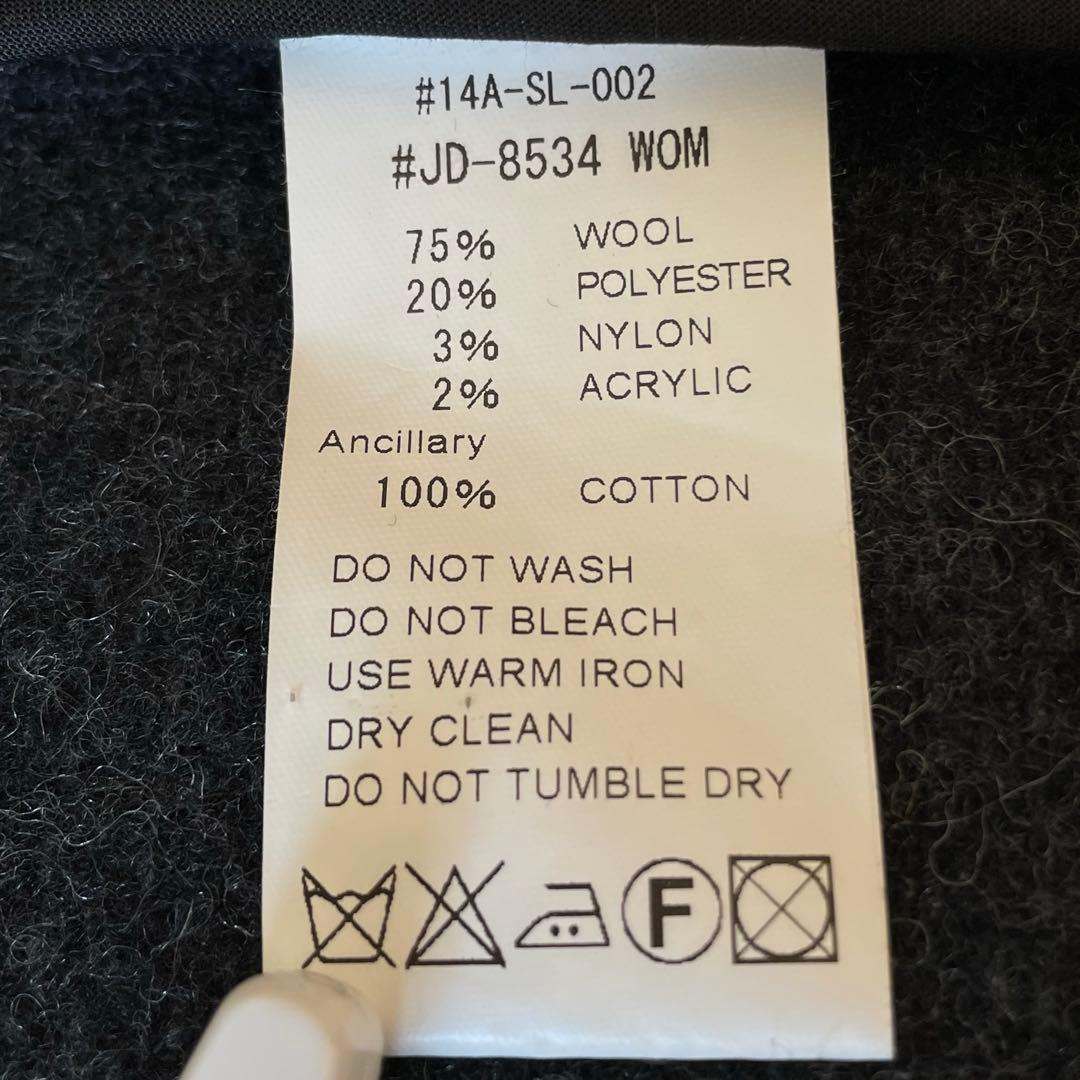 #14A-SL-002
#JD-8534 WOM
75% WOOL
20% POLYESTER
3% NYLON
2% ACRYLIC
Ancillary
100% COTTON
DO NOT WASH
DO NOT BLEACH
USE WARM IRON
DRY CLEAN
DO NOT TUMBLE DRY
F